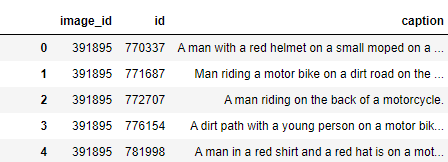 image_id id caption
0 391895 770337 A man with a red helmet on a small moped on a ...
1 391895 771687 Man riding a motor bike on a dirt road on the ...
2 391895 772707 A man riding on the back of a motorcycle.
3 391895 776154 A dirt path with a young person on a motor bik...
4 391895 781998 A man in a red shirt and a red hat is on a mot...